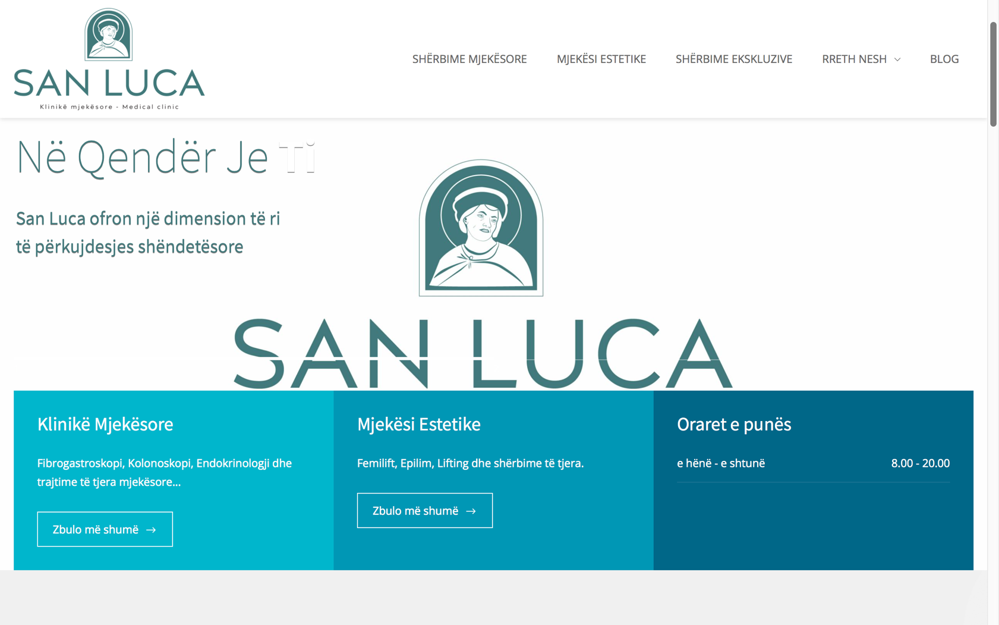 SAN LUCA
Klinikë mjekësore - Medical clinic
SHËRBIME MJEKËSORE
MJEKËSI ESTETIKE
SHËRBIME EKSKLUZIVE
RRETH NESH
BLOG
Në Qendër Je Ti
San Luca ofron një dimension të ri
të përkujdesjes shëndetësore
SAN LUCA
Klinikë Mjekësore
Fibrogastroskopi, Kolonoskopi, Endokrinologji dhe
trajtime të tjera mjekësore...
Zbulo më shumë →
Mjekësi Estetike
Femilift, Epilim, Lifting dhe shërbime të tjera.
Zbulo më shumë →
Oraret e punës
e hënë - e shtunë 8.00 - 20.00